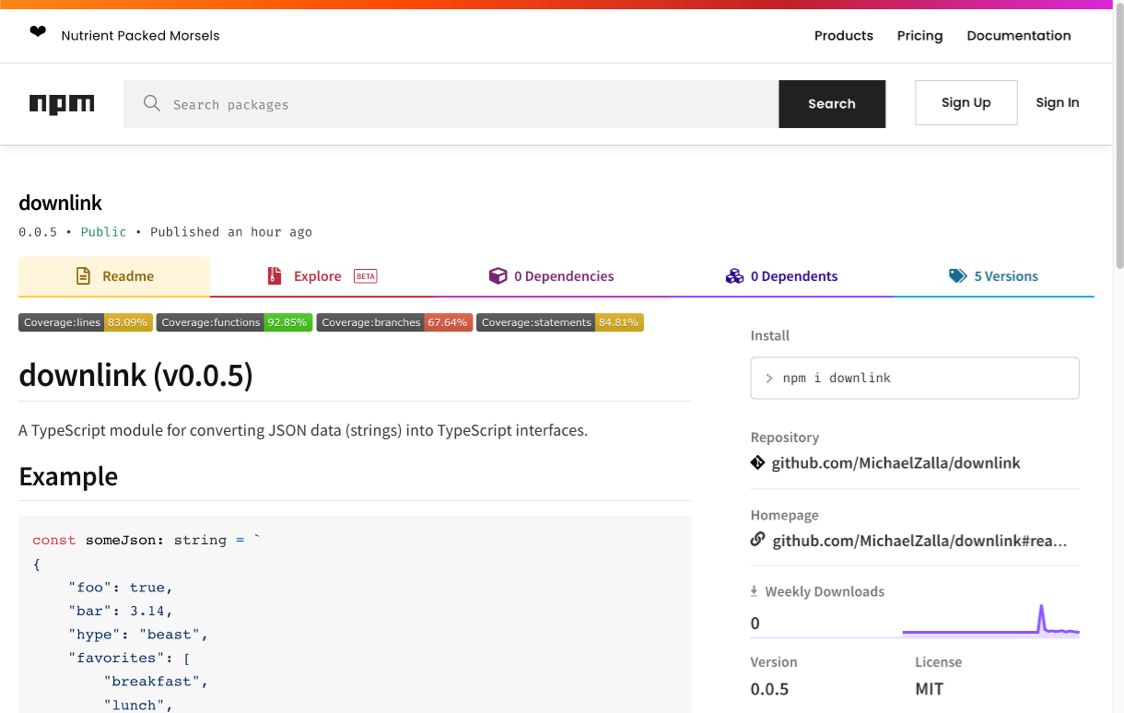 ❤ Nutrient Packed Morsels
Products Pricing Documentation
npm
Search packages
Search
Sign Up
Sign In
downlink
0.0.5 • Public • Published an hour ago
Readme
Explore BETA
0 Dependencies
0 Dependents
5 Versions
Coverage:lines 83.09% Coverage:functions 92.85% Coverage:branches 67.64% Coverage:statements 84.81%
downlink (v0.0.5)
A TypeScript module for converting JSON data (strings) into TypeScript interfaces.
Example
const someJson: string = `
{
    "foo": true,
    "bar": 3.14,
    "hype": "beast",
    "favorites": [
        "breakfast",
        "lunch",
Install
> npm i downlink
Repository
github.com/MichaelZalla/downlink
Homepage
github.com/MichaelZalla/downlink#rea...
Weekly Downloads
0
Version
0.0.5
License
MIT